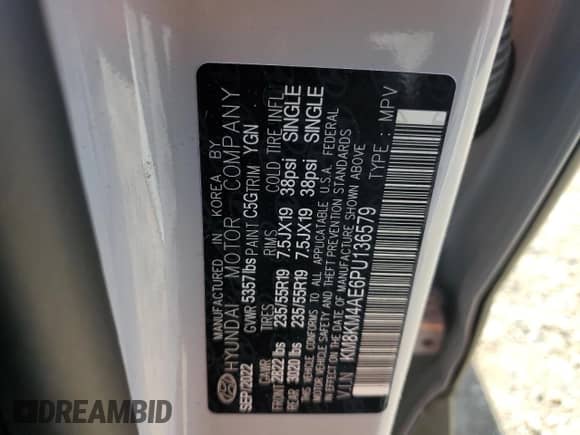 MANUFACTURED IN KOREA BY
HYUNDAI MOTOR COMPANY
SEP/2022 GVWR 5357lbs PAINT C5G TRIM YGN
GAWR TIRES RIMS COLD TIRE INFL.
FRONT 2622 lbs 235/55R19 7.5JX19 38psi SINGLE
REAR 3020 lbs 235/55R19 7.5JX19 38psi SINGLE
THIS VEHICLE CONFORMS TO ALL APPLICATABLE U.S.A. FEDERAL
MOTOR VEHICLE SAFETY AND THEFT PREVENTION STANDARDS
IN EFFECT ON THE DATE OF MANUFACTURE SHOWN ABOVE
V.I.N KM8KM4AE6PU136579 TYPE : MPV
DREAMBID